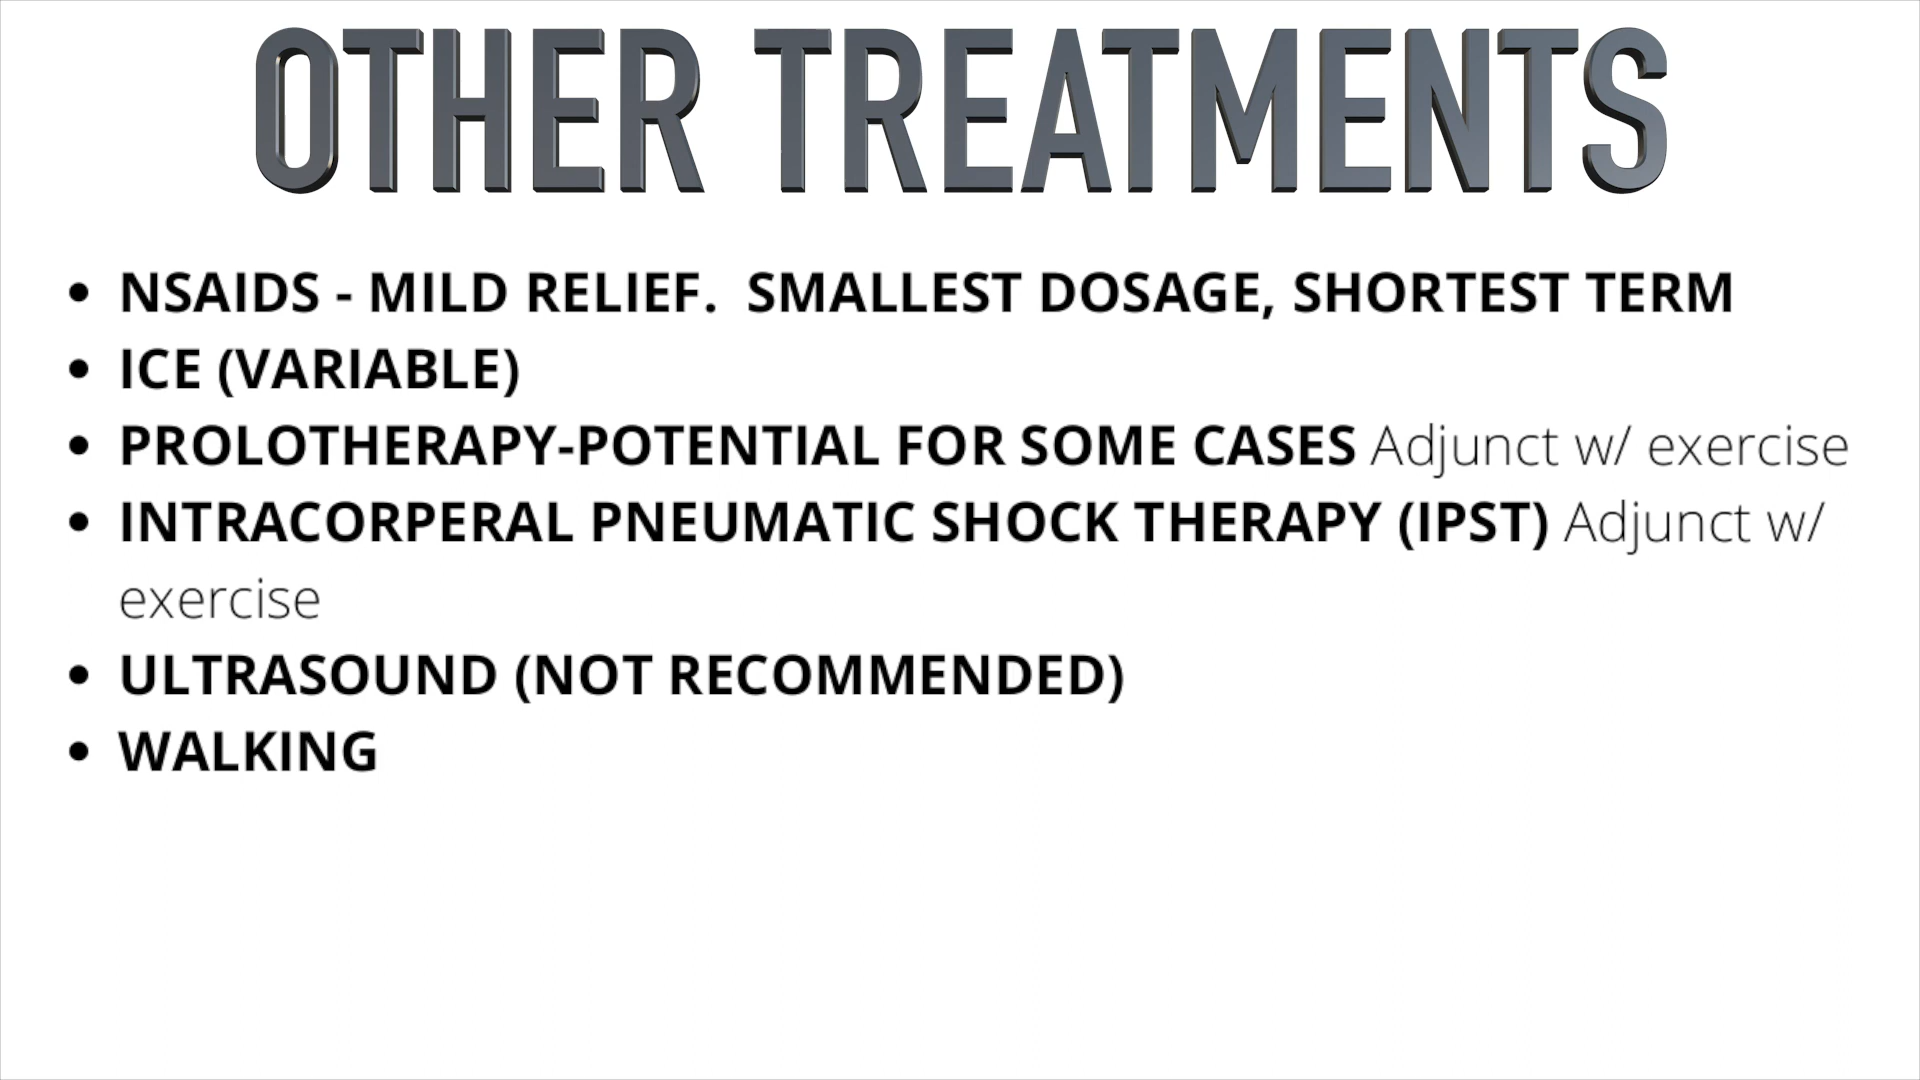 OTHER TREATMENTS
• NSAIDS - MILD RELIEF.  SMALLEST DOSAGE, SHORTEST TERM
• ICE (VARIABLE)
• PROLOTHERAPY-POTENTIAL FOR SOME CASES Adjunct w/ exercise
• INTRACORPERAL PNEUMATIC SHOCK THERAPY (IPST) Adjunct w/
exercise
• ULTRASOUND (NOT RECOMMENDED)
• WALKING